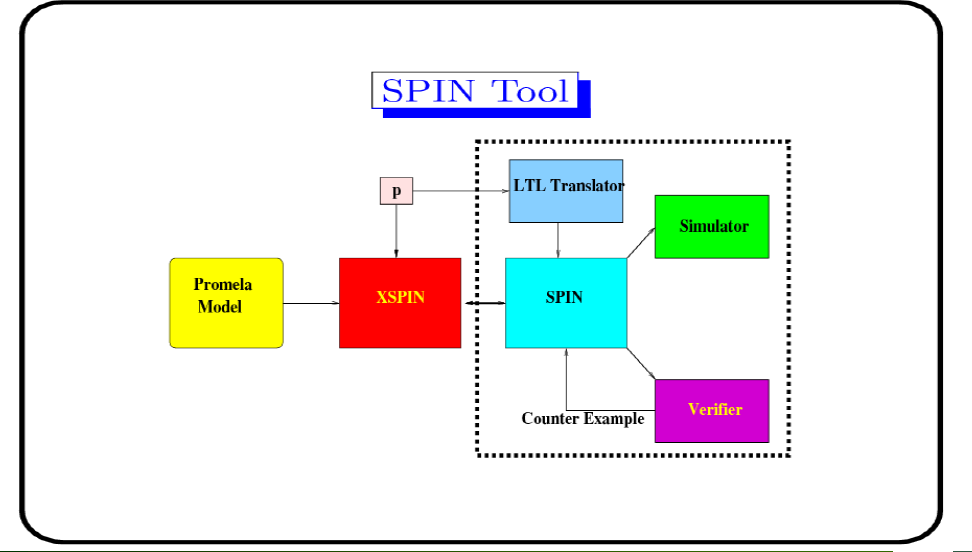 SPIN Tool
p
LTL Translator
Simulator
Promela
Model
XSPIN
SPIN
Verifier
Counter Example